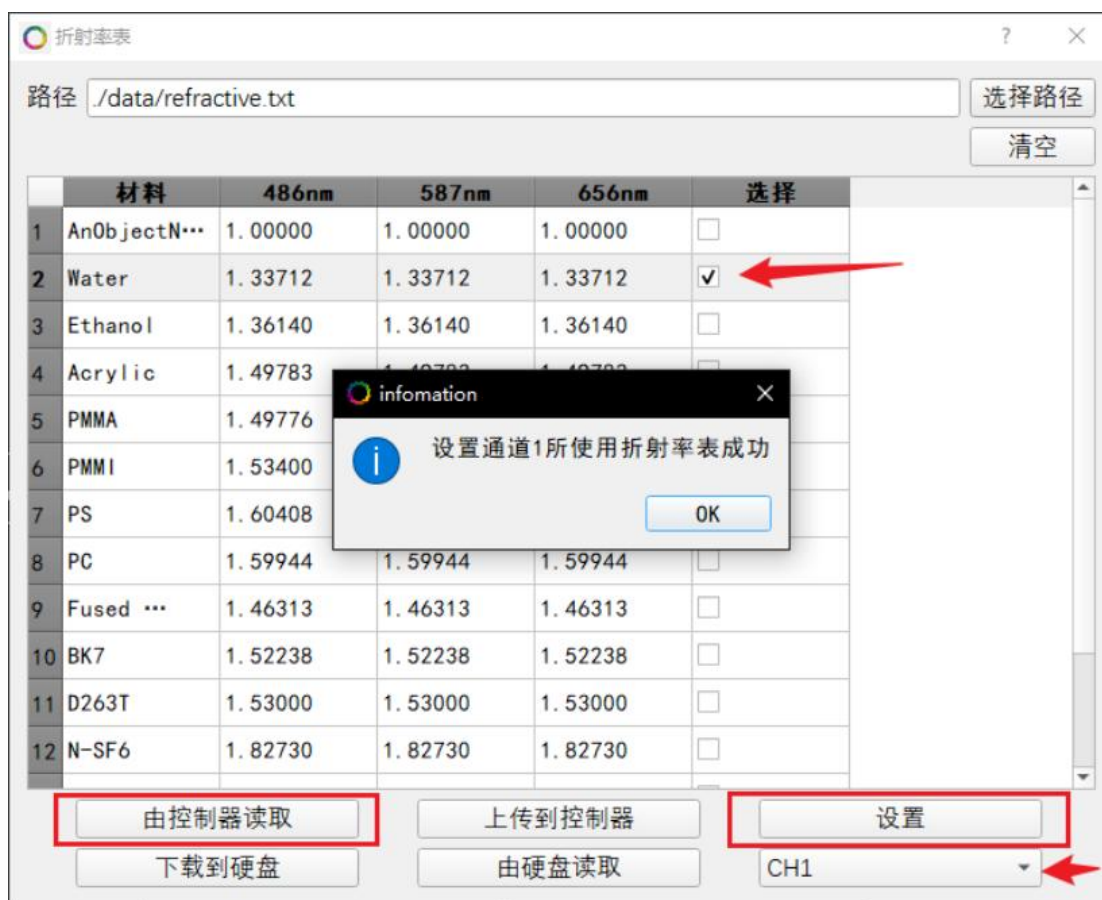 折射率表 ? ×
路径 ./data/refractive.txt 选择路径
清空
材料 486nm 587nm 656nm 选择
1 AnObjectN··· 1.00000 1.00000 1.00000
2 Water 1.33712 1.33712 1.33712 ✓
3 Ethanol 1.36140 1.36140 1.36140
4 Acrylic 1.49783
infomation ×
5 PMMA 1.49776
设置通道1所使用折射率表成功
6 PMMI 1.53400
7 PS 1.60408
OK
8 PC 1.59944 1.59944 1.59944
9 Fused ··· 1.46313 1.46313 1.46313
10 BK7 1.52238 1.52238 1.52238
11 D263T 1.53000 1.53000 1.53000
12 N-SF6 1.82730 1.82730 1.82730
由控制器读取 上传到控制器 设置
下载到硬盘 由硬盘读取 CH1